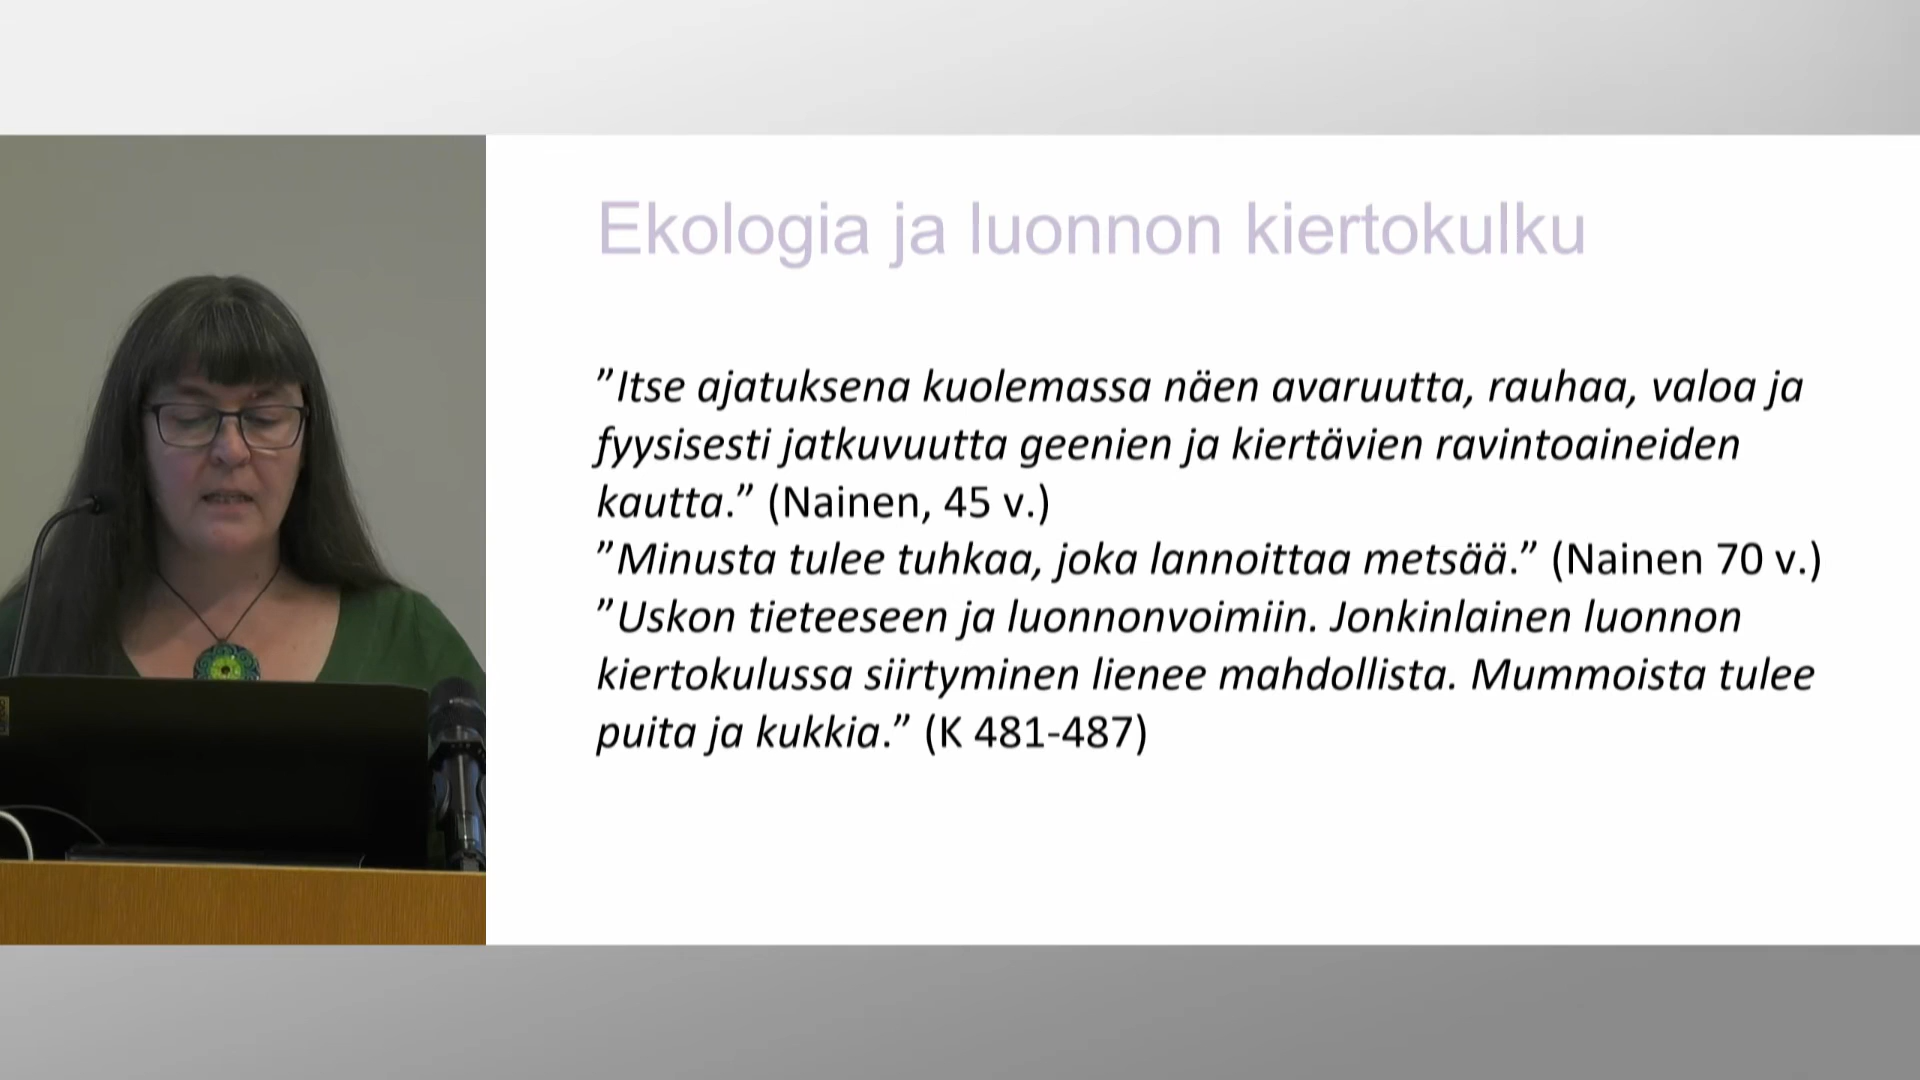 Ekologia ja luonnon kiertokulku
”Itse ajatuksena kuolemassa näen avaruutta, rauhaa, valoa ja
fyysisesti jatkuvuutta geenien ja kiertävien ravintoaineiden
kautta.” (Nainen, 45 v.)
”Minusta tulee tuhkaa, joka lannoittaa metsää.” (Nainen 70 v.)
”Uskon tieteeseen ja luonnonvoimiin. Jonkinlainen luonnon
kiertokulussa siirtyminen lienee mahdollista. Mummoista tulee
puita ja kukkia.” (K 481-487)